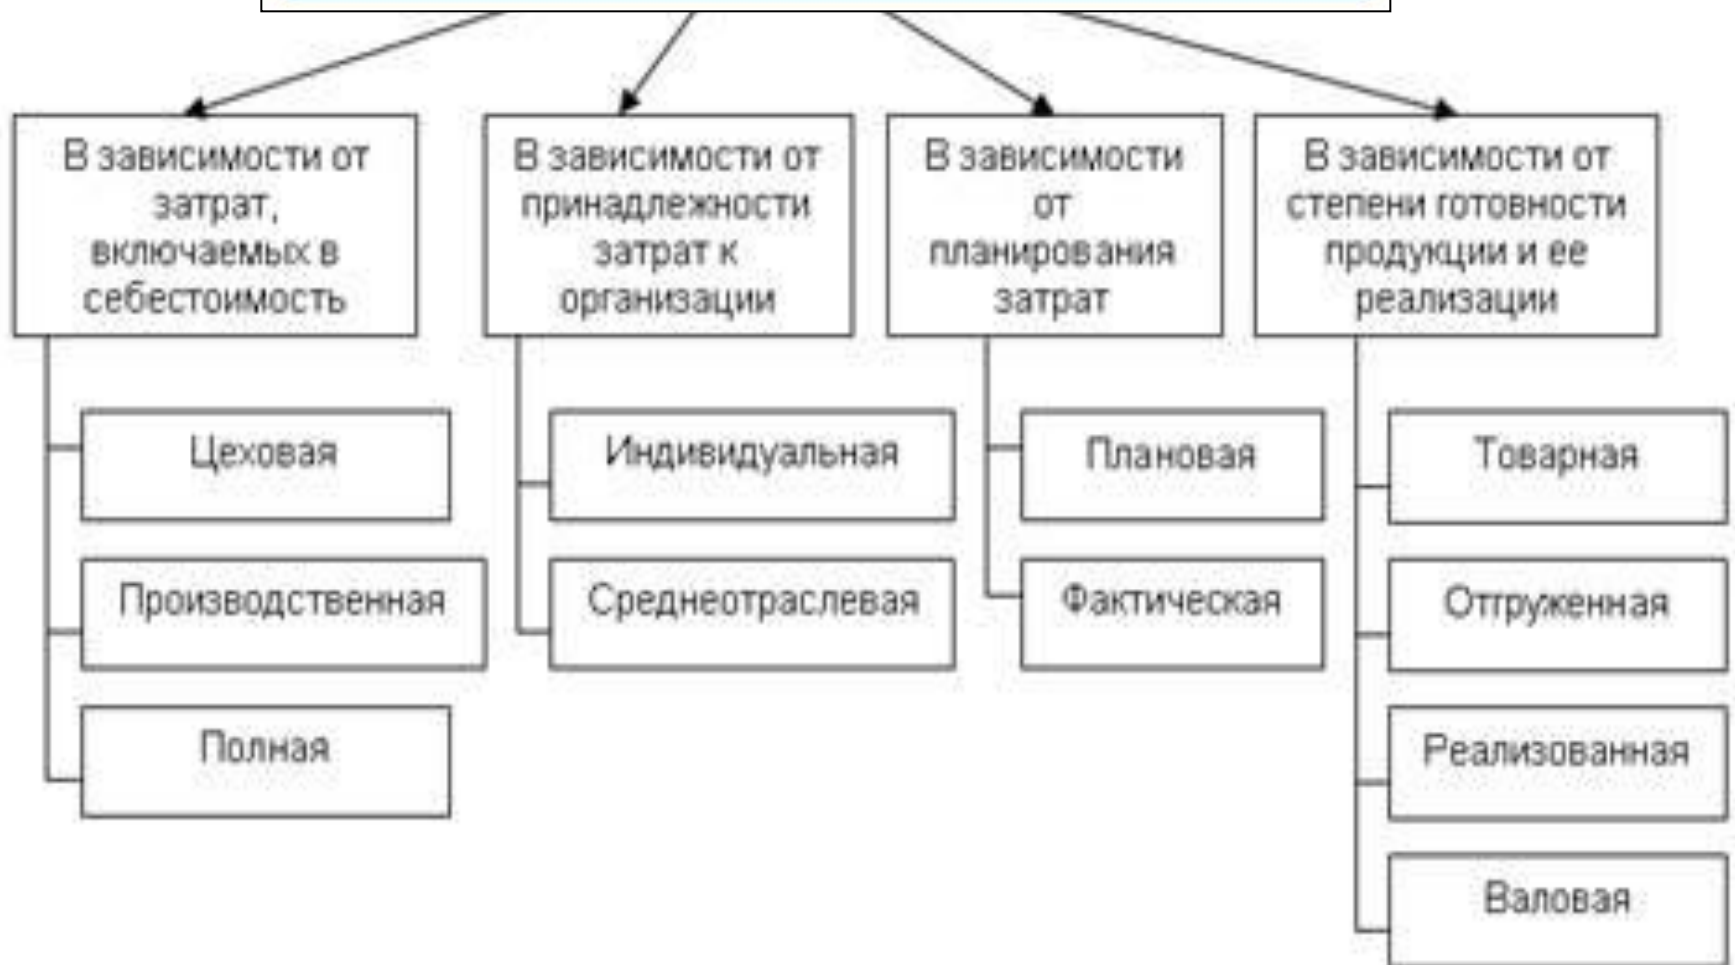 В зависимости от
затрат,
включаемых в
себестоимость
Цеховая
Производственная
Полная
В зависимости от
принадлежности
затрат к
организации
Индивидуальная
Среднеотраслевая
В зависимости
от
планирования
затрат
Плановая
Фактическая
В зависимости от
степени готовности
продукции и ее
реализации
Товарная
Отгруженная
Реализованная
Валовая